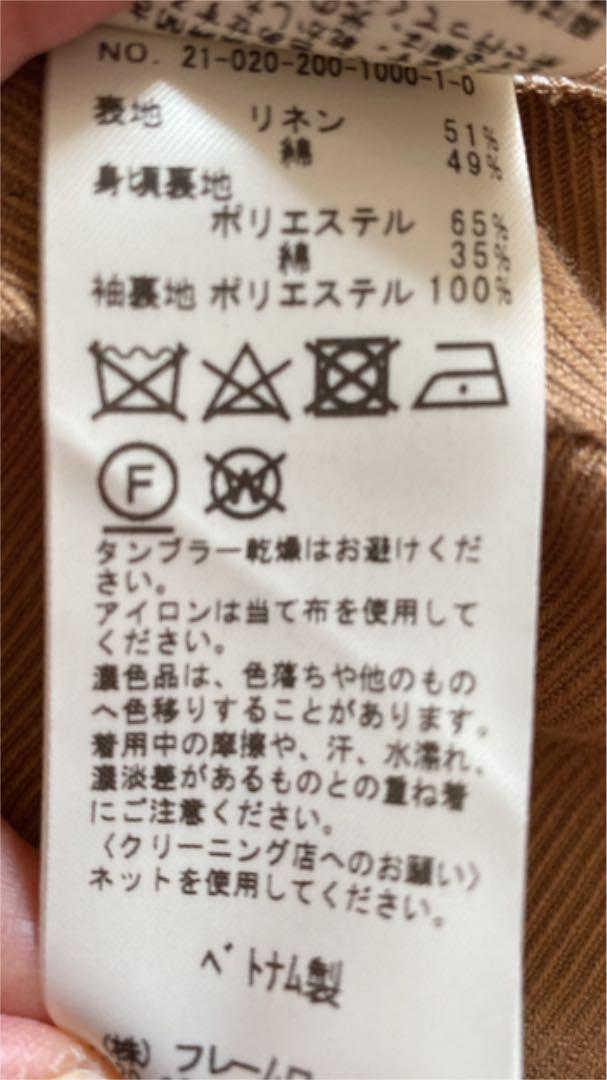 NO. 21-020-200-1000-1-0
表地 リネン 51%
綿 49%
身頃裏地
ポリエステル 65%
綿 35%
袖裏地 ポリエステル 100%
F
W
タンブラー乾燥はお避けくだ
さい。
アイロンは当て布を使用して
ください。
濃色品は、色落ちや他のもの
へ色移りすることがあります。
着用中の摩擦や、汗、水濡れ、
濃淡差があるものとの重ね着
にご注意ください。
〈クリーニング店へのお願い〉
ネットを使用してください。
ベトナム製
(株) フレーム